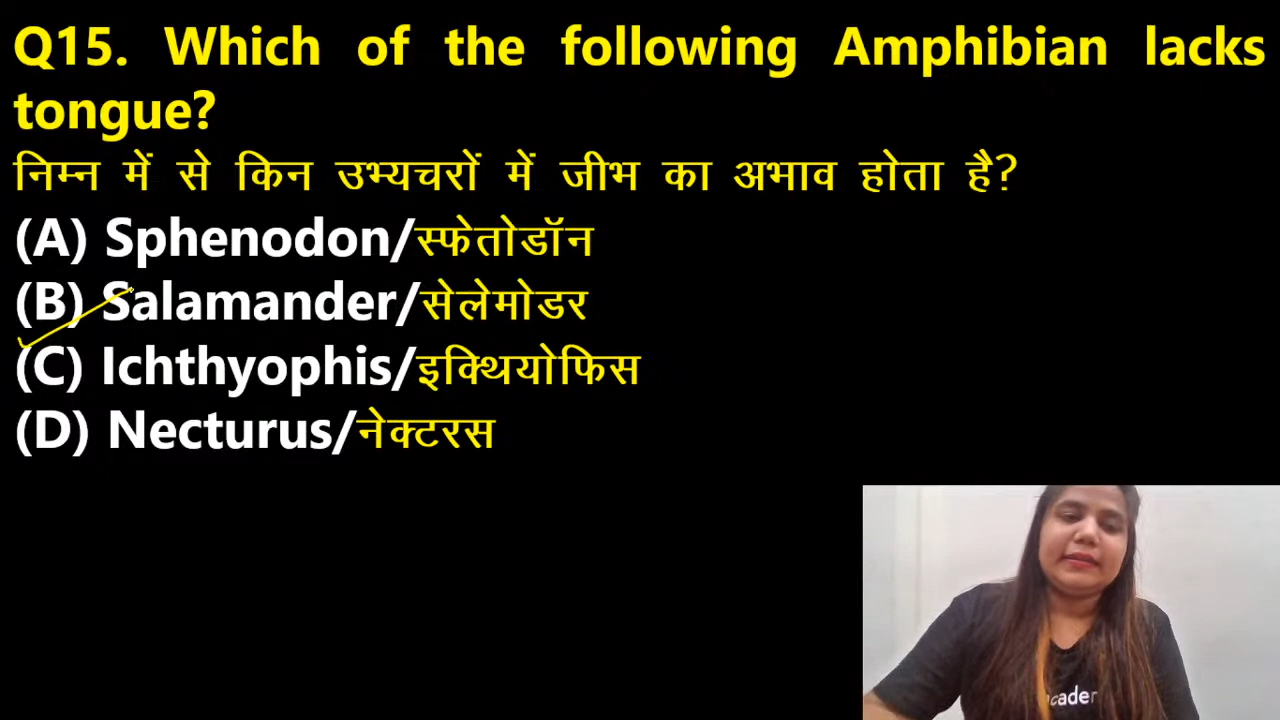 Q15. Which of the following Amphibian lacks
tongue?
निम्न में से किन उभ्यचरों में जीभ का अभाव होता है?
(A) Sphenodon/स्फेतोडॉन
(B) Salamander/सेलेमोडर
(C) Ichthyophis/इक्थियोफिस
(D) Necturus/नेक्टरस